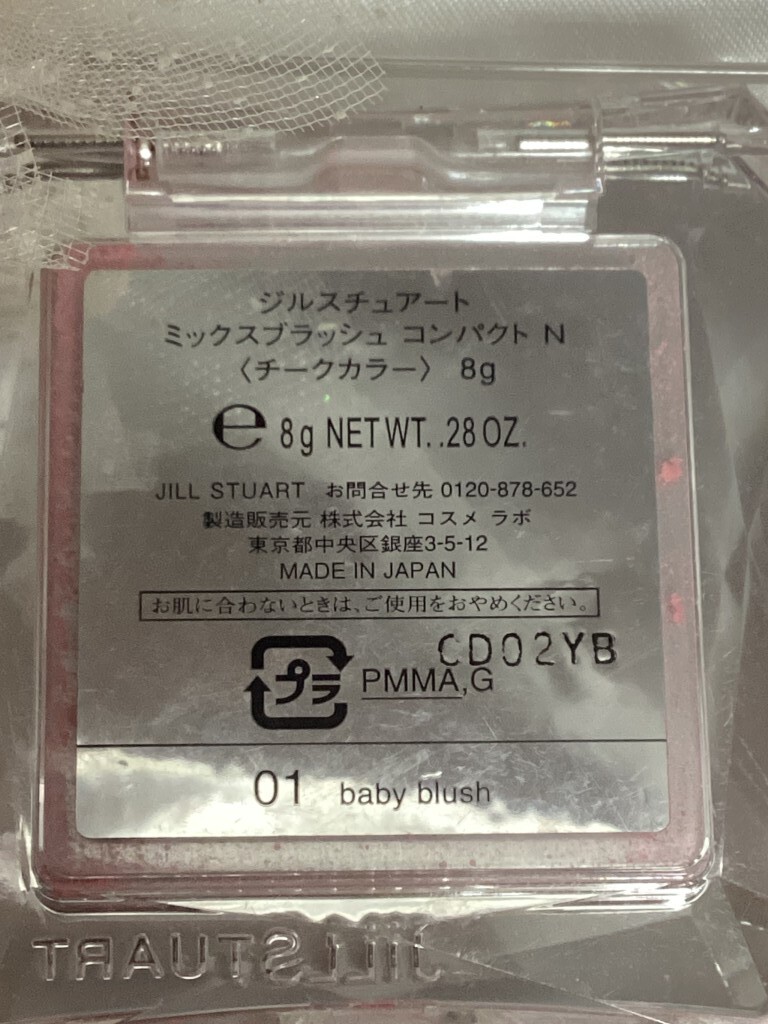 ジルスチュアート
ミックスブラッシュ コンパクト N
〈チークカラー〉 8g
℮ 8g NET WT. .28 OZ.
JILL STUART お問合せ先 0120-878-652
製造販売元 株式会社 コスメ ラボ
東京都中央区銀座3-5-12
MADE IN JAPAN
お肌に合わないときは、ご使用をおやめください。
CD02YB
プラ PMMA,G
01 baby blush
JILL STUART